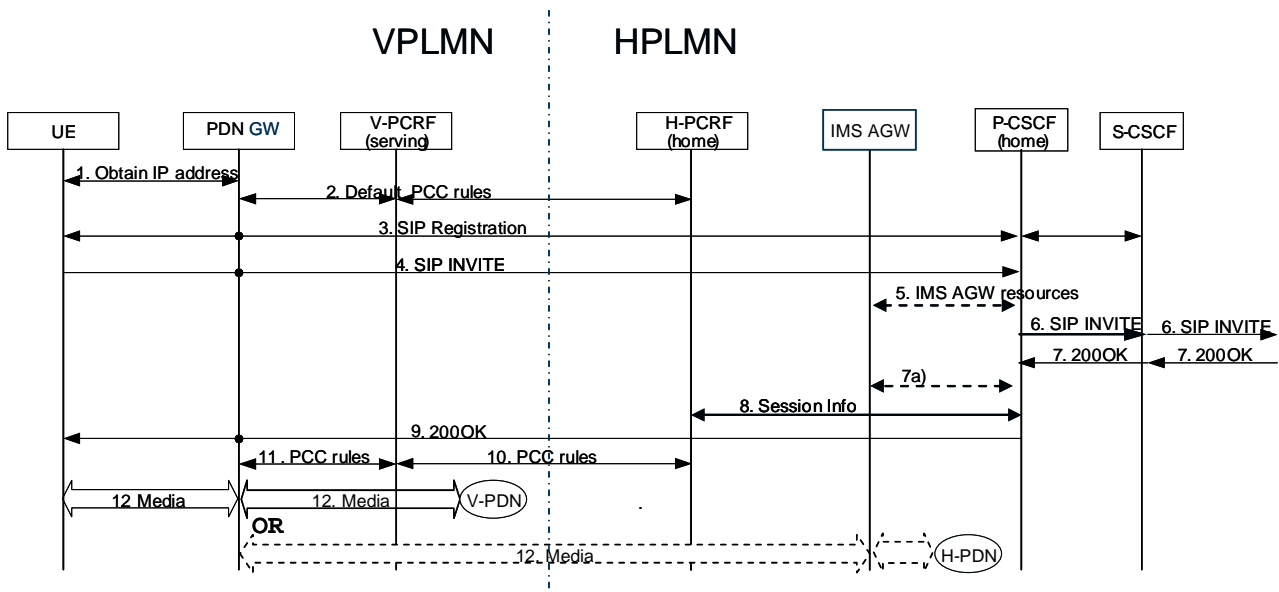 VPLMN HPLMN
UE
PDN GW
V-PCRF
(serving)
H-PCRF
(home)
IMS AGW
P-CSCF
(home)
S-CSCF
1. Obtain IP address
2. Default PCC rules
3. SIP Registration
4. SIP INVITE
5. IMS AGW resources
6. SIP INVITE
6. SIP INVITE
7. 200OK
7. 200OK
7a)
8. Session Info
9. 200OK
11. PCC rules
10. PCC rules
12 Media
12. Media
V-PDN
OR
12. Media
H-PDN